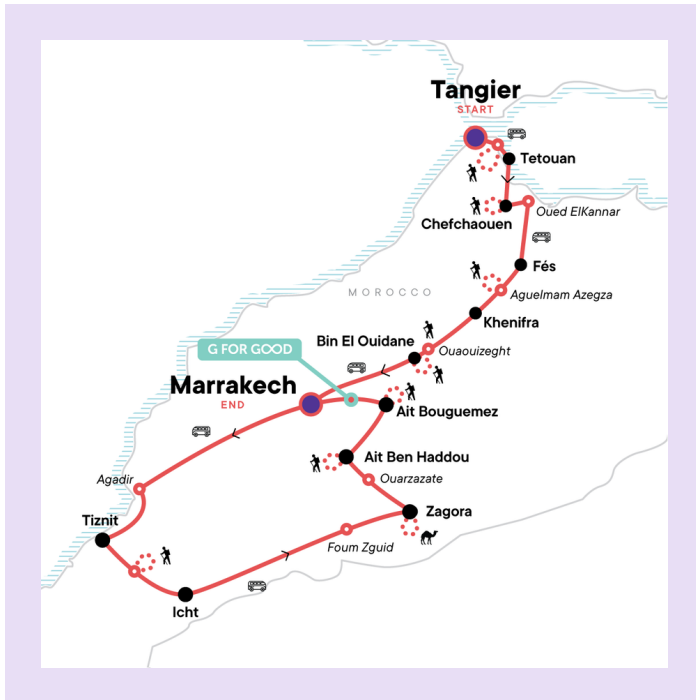 Tangier
START
Tetouan
Chefchaouen
Oued ElKannar
Fés
MOROCCO
Aguelmam Azegza
Khenifra
Bin El Ouidane
Ouaouizeght
G FOR GOOD
Marrakech
END
Ait Bouguemez
Ait Ben Haddou
Ouarzazate
Agadir
Zagora
Tiznit
Foum Zguid
Icht